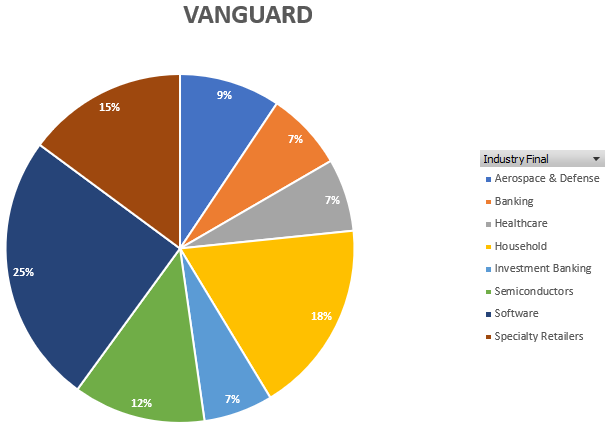 VANGUARD
9%
7%
7%
18%
7%
12%
25%
15%
Industry Final
Aerospace & Defense
Banking
Healthcare
Household
Investment Banking
Semiconductors
Software
Specialty Retailers